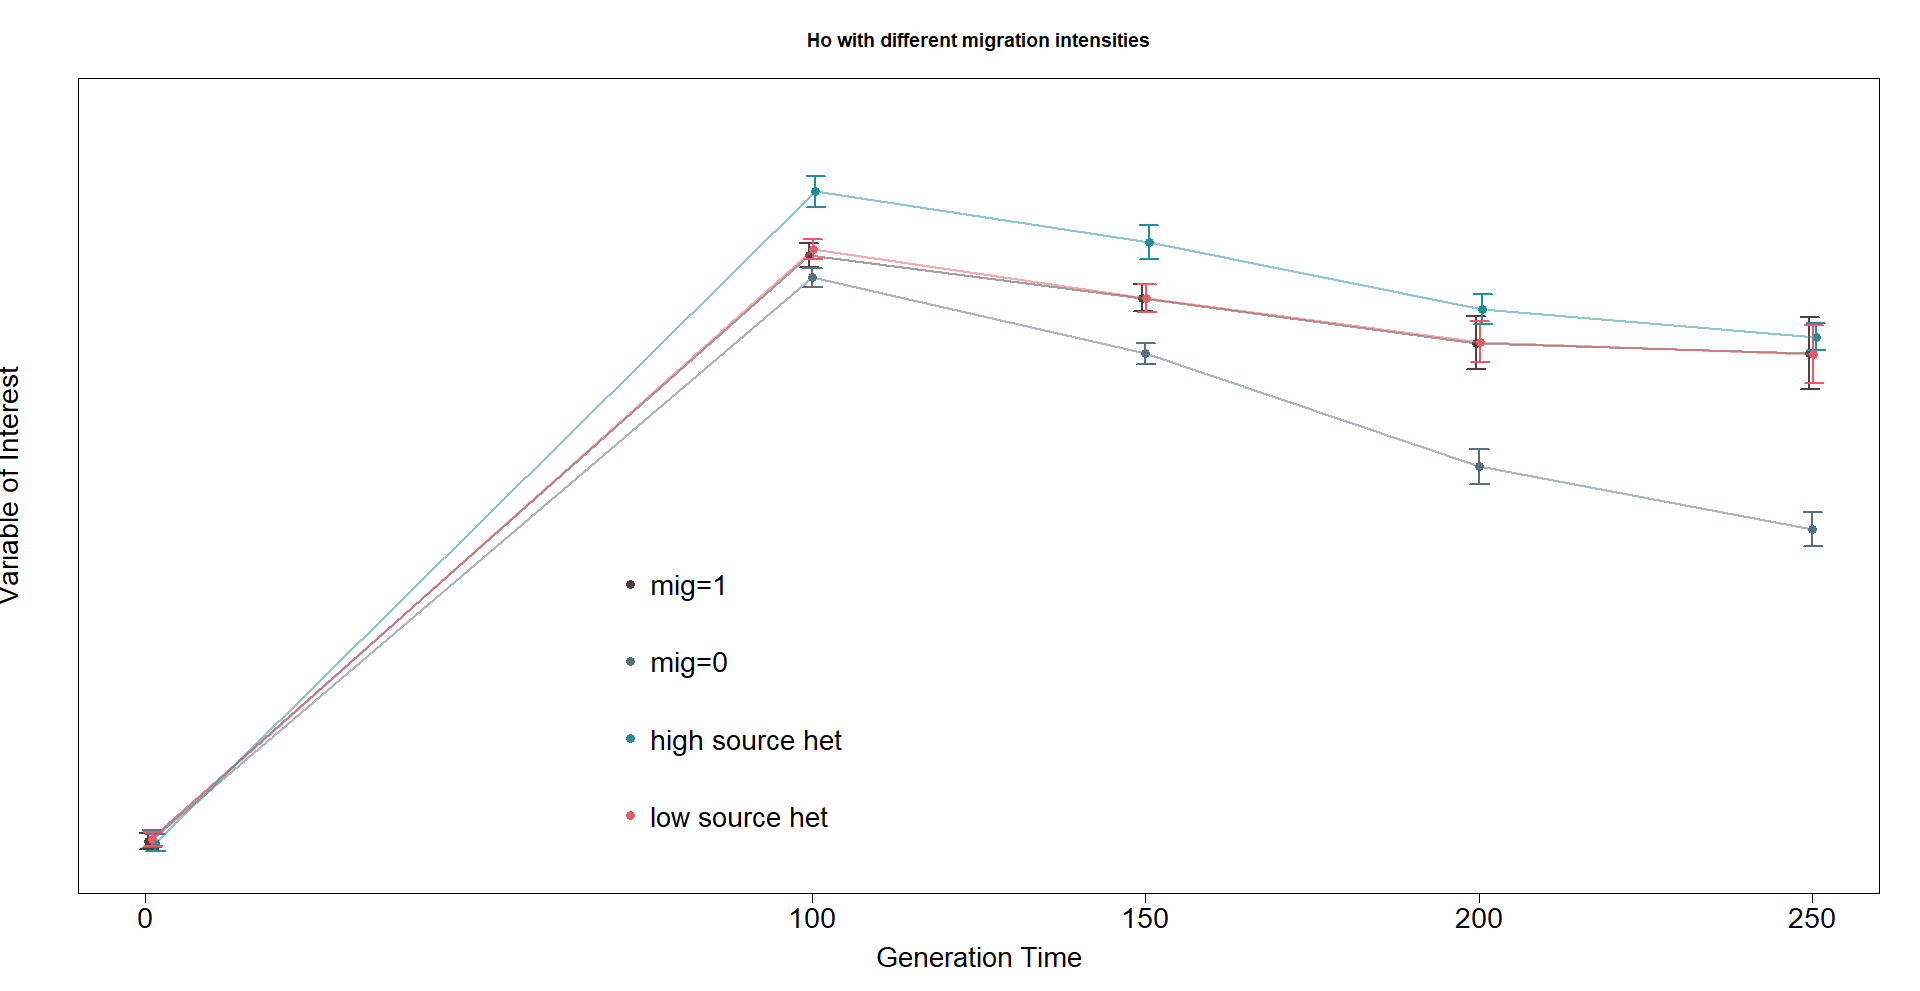 Ho with different migration intensities
Variable of Interest
mig=1
mig=0
high source het
low source het
0 100 150 200 250
Generation Time